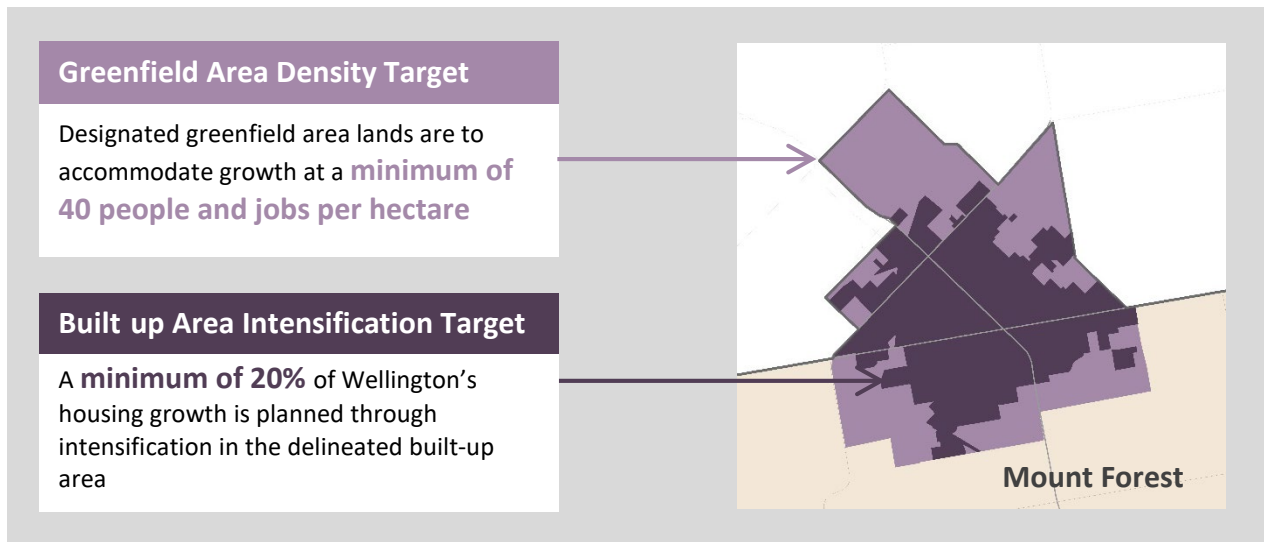 Greenfield Area Density Target
Designated greenfield area lands are to
accommodate growth at a minimum of
40 people and jobs per hectare
Built up Area Intensification Target
A minimum of 20% of Wellington’s
housing growth is planned through
intensification in the delineated built-up
area
Mount Forest